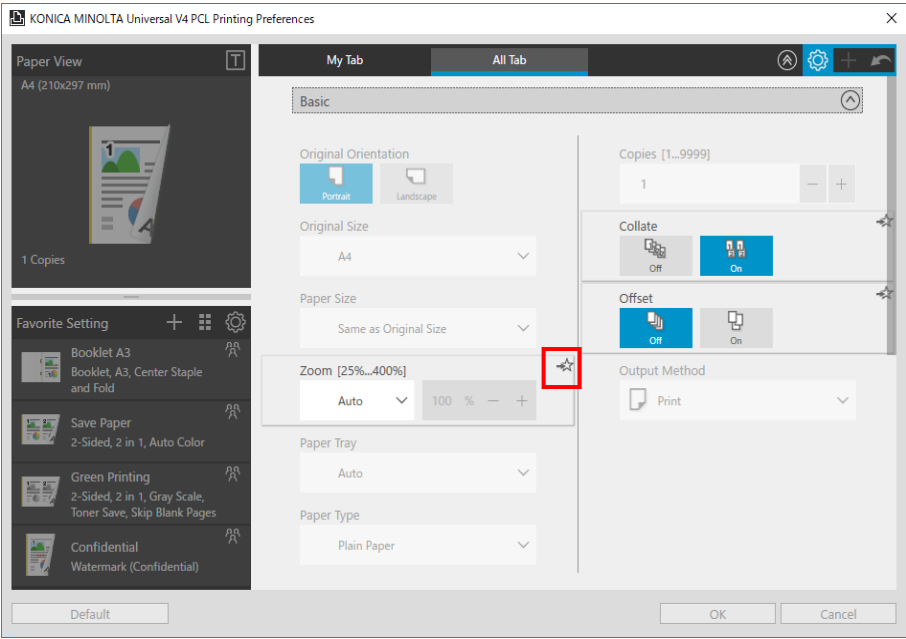 KONICA MINOLTA Universal V4 PCL Printing Preferences
Paper View
T
A4 (210x297 mm)
1
A
1 Copies
Favorite Setting
Booklet A3
Booklet, A3, Center Staple
and Fold
Save Paper
2-Sided, 2 in 1, Auto Color
Green Printing
2-Sided, 2 in 1, Gray Scale,
Toner Save, Skip Blank Pages
Confidential
Watermark (Confidential)
My Tab
All Tab
Basic
Original Orientation
Portrait
Landscape
Original Size
A4
Paper Size
Same as Original Size
Zoom [25%...400%]
Auto
100 %
Paper Tray
Auto
Paper Type
Plain Paper
Copies [1...9999]
1
Collate
Off
On
Offset
Off
On
Output Method
Print
Default
OK
Cancel